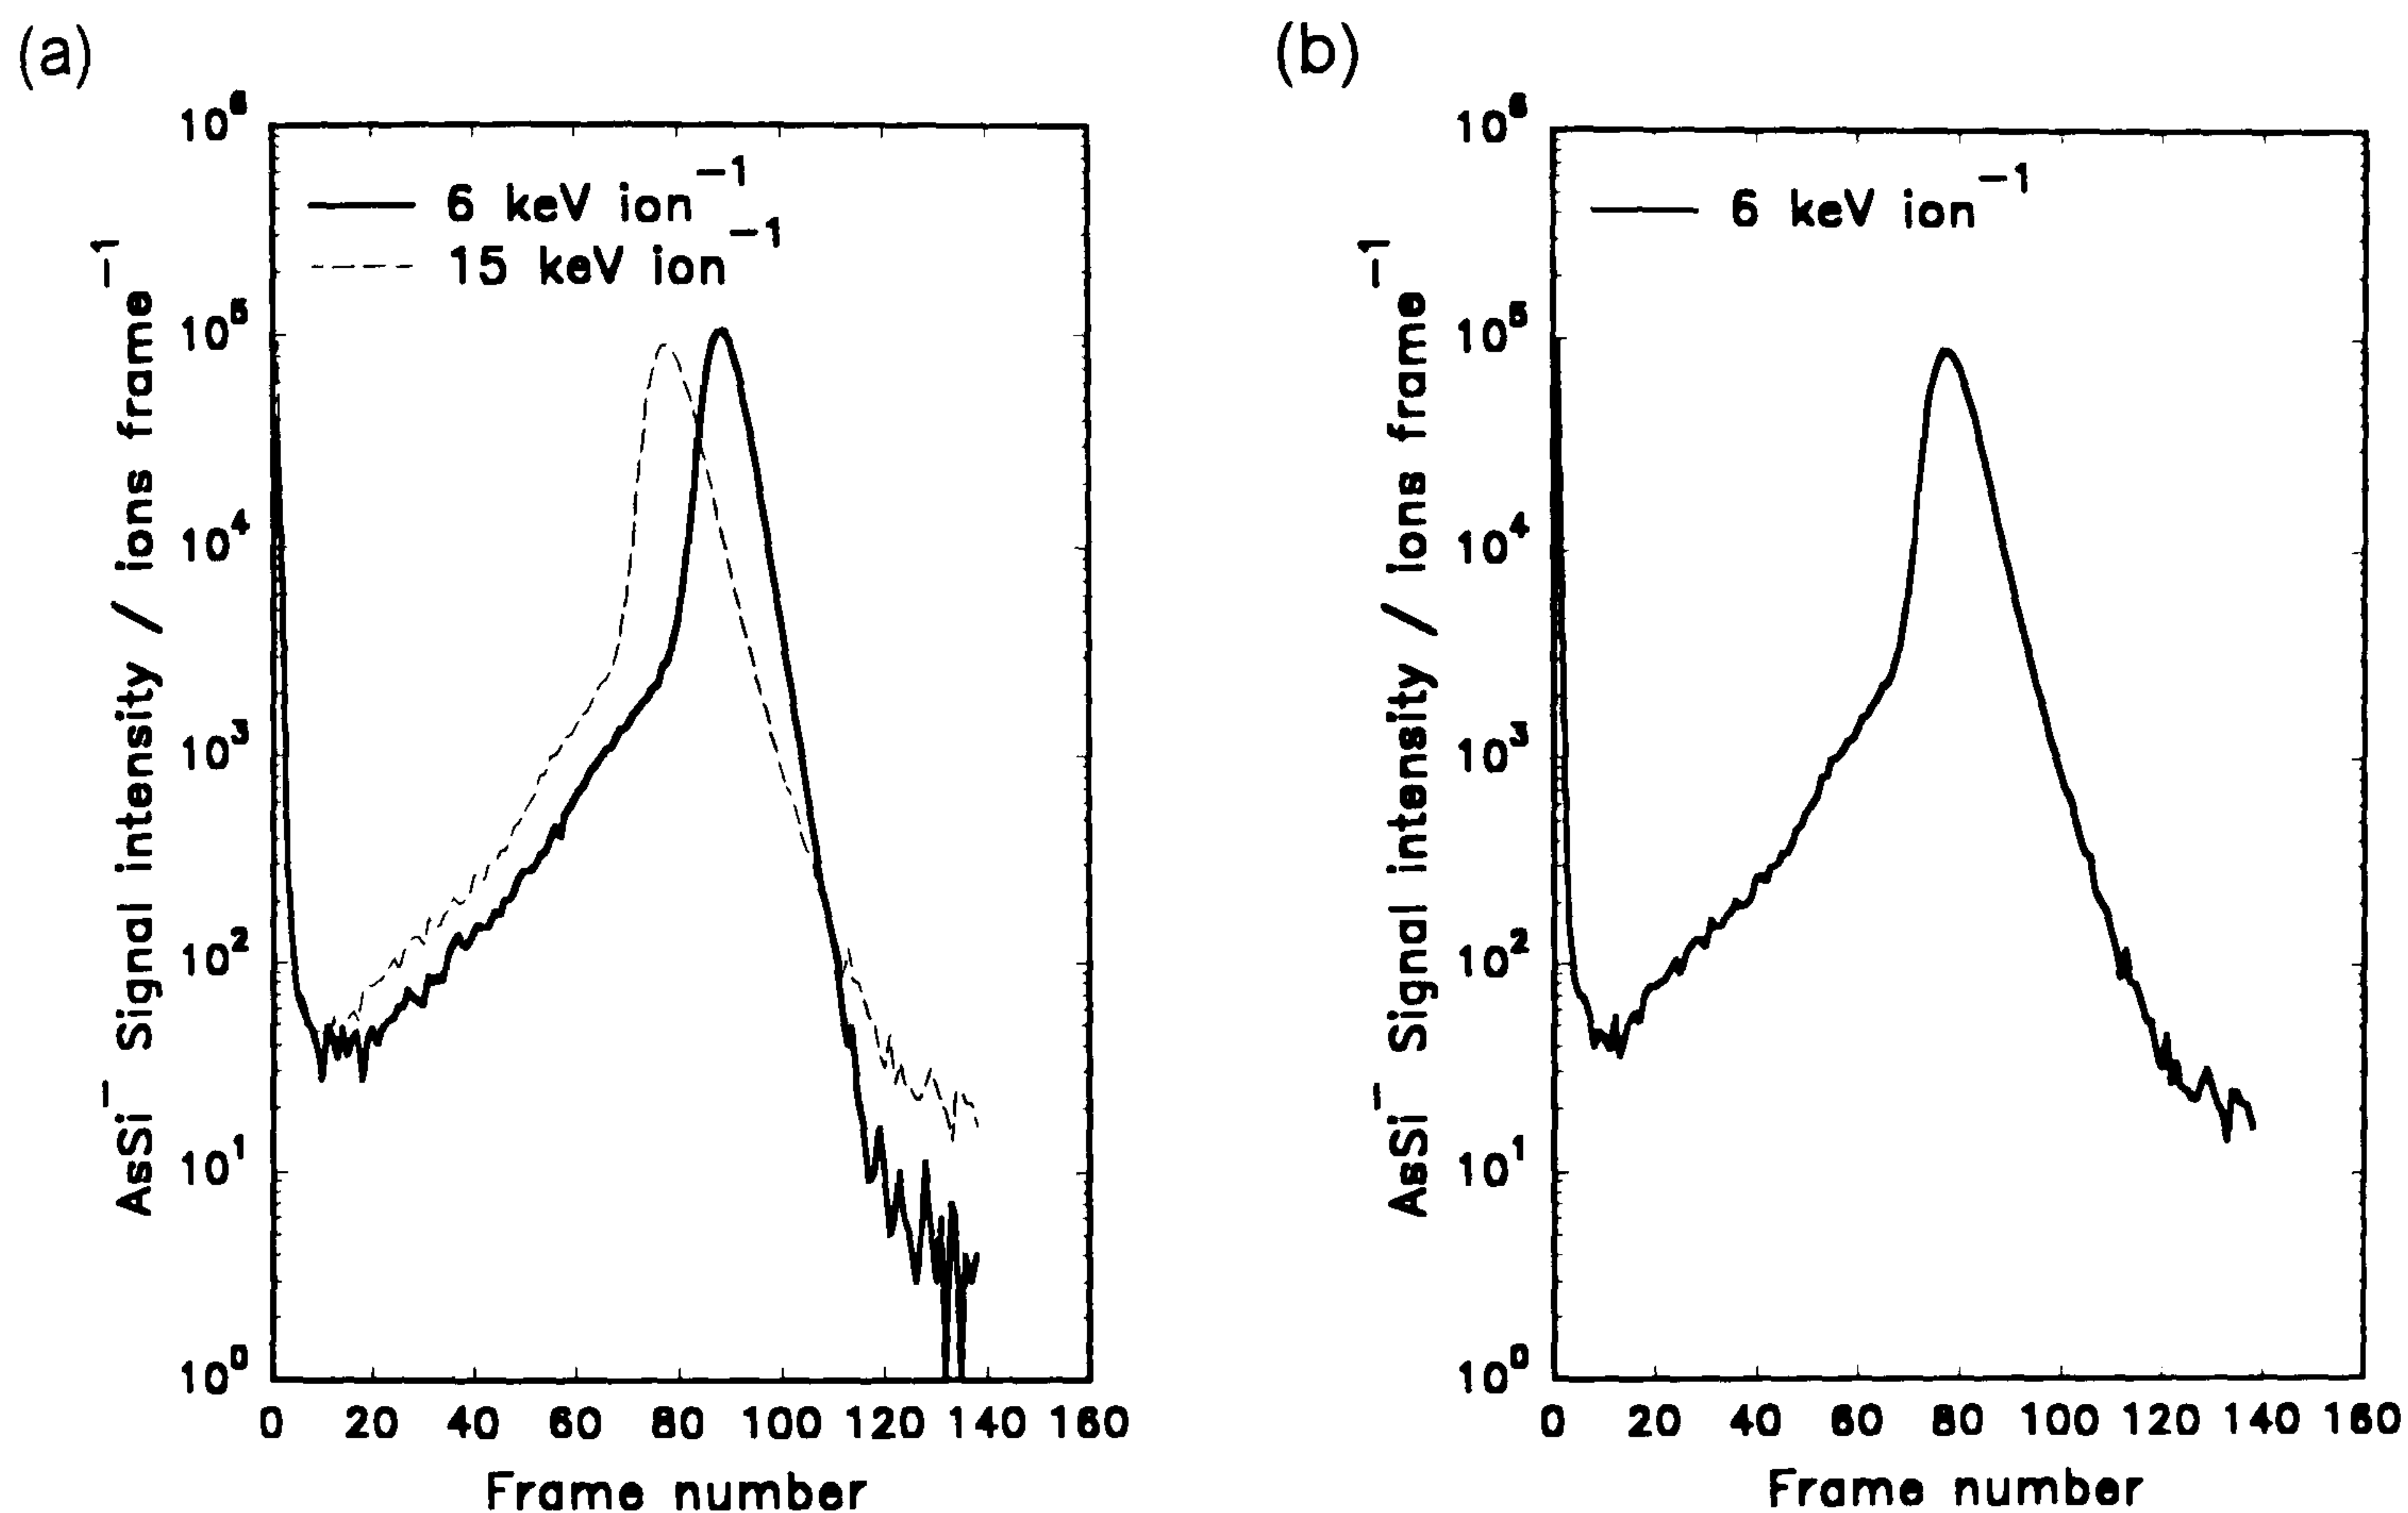 (a)
10⁶
10⁵
10⁴
10³
10²
10¹
10⁰
6 keV ion⁻¹
15 keV ion⁻¹
AsSi⁻ Signal intensity / ions frame⁻¹
0 20 40 60 80 100 120 140 160
Frame number
(b)
10⁶
10⁵
10⁴
10³
10²
10¹
10⁰
6 keV ion⁻¹
AsSi⁻ Signal intensity / ions frame⁻¹
0 20 40 60 80 100 120 140 160
Frame number